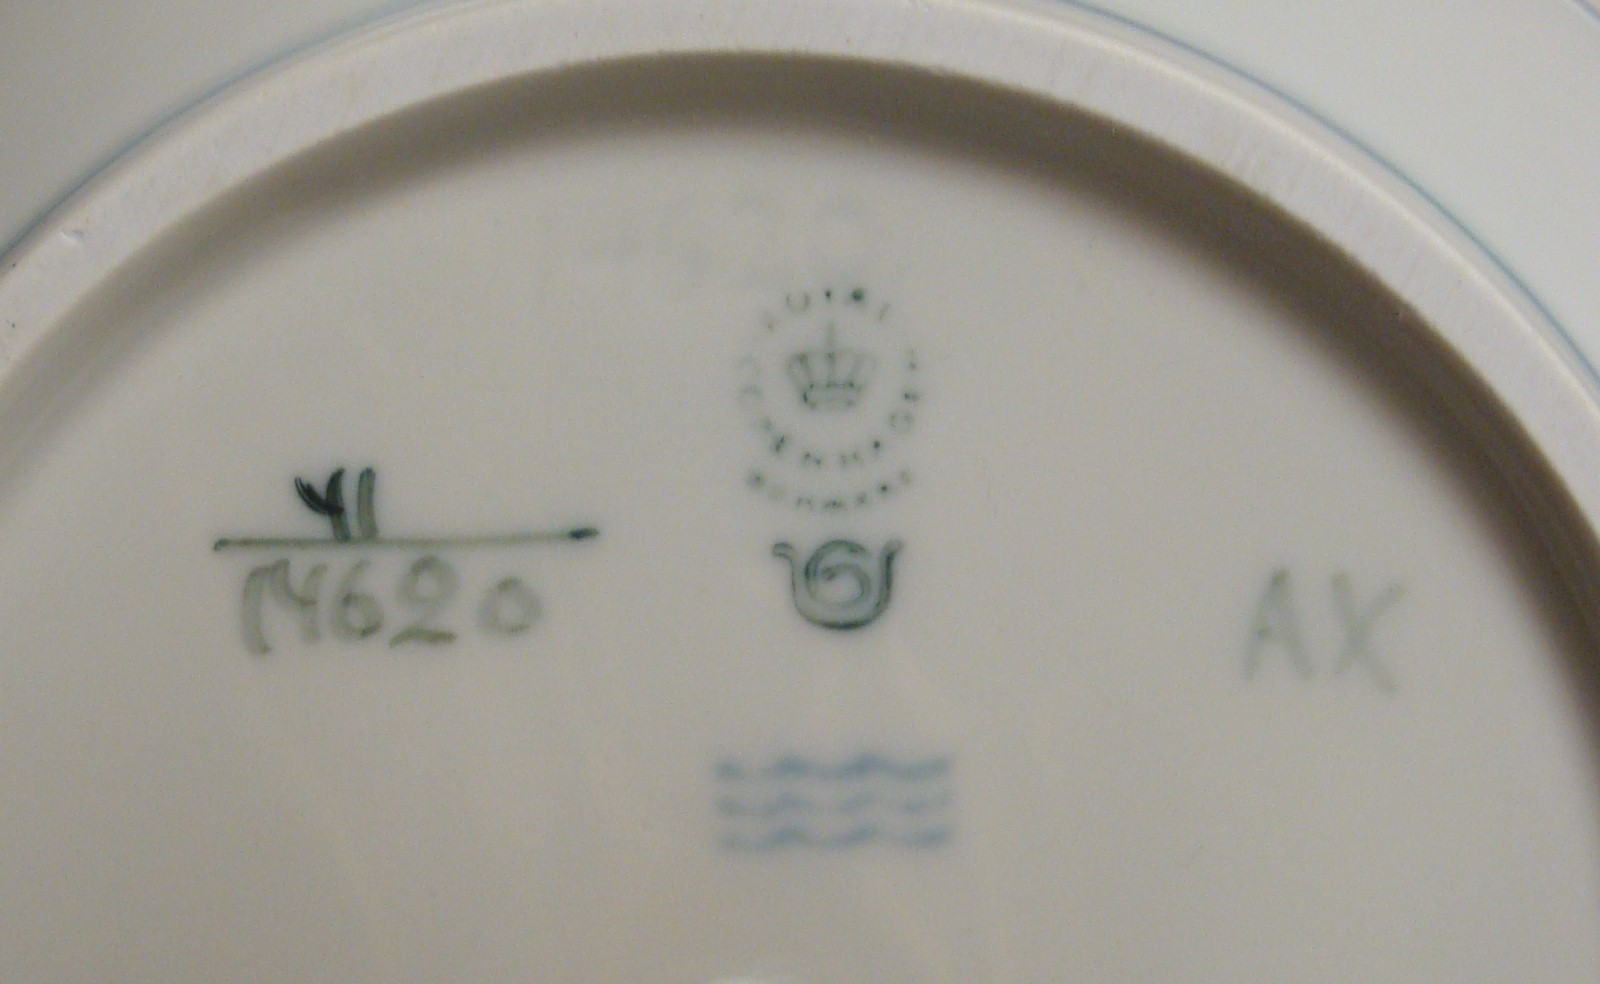 ROYAL
COPENHAGEN
DENMARK
14620
AX